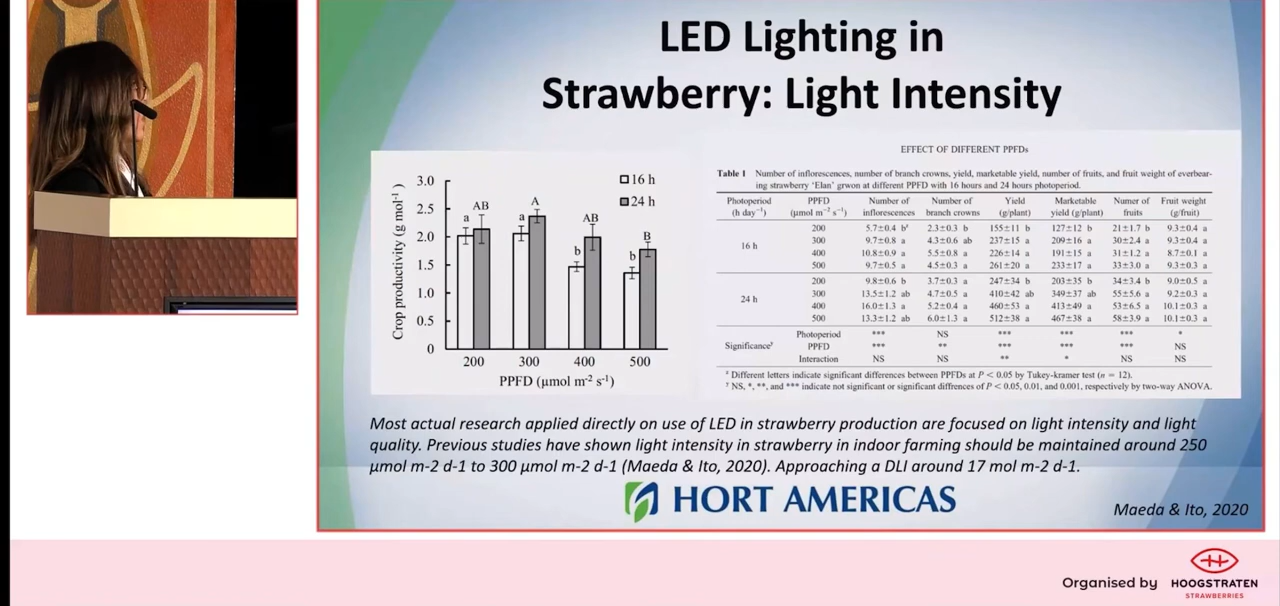 LED Lighting in
Strawberry: Light Intensity
3.0
2.5
2.0
1.5
1.0
0.5
0
Crop productivity (g mol⁻¹)
16 h
24 h
a AB
a A
b AB
b B
200 300 400 500
PPFD (μmol m⁻² s⁻¹)
EFFECT OF DIFFERENT PPFDs
Table 1 Number of inflorescences, number of branch crowns, yield, marketable yield, number of fruits, and fruit weight of everbear-
ing strawberry ‘Elan’ grwon at different PPFD with 16 hours and 24 hours photoperiod.
Photoperiod PPFD Number of Number of Yield Marketable Numer of Fruit weight
(h day⁻¹) (μmol m⁻² s⁻¹) inflorescences branch crowns (g/plant) yield (g/plant) fruits (g/fruit)
16 h
200 5.7±0.4 bᶻ 2.3±0.3 b 155±11 b 127±12 b 21±1.7 b 9.3±0.4 a
300 9.7±0.8 a 4.3±0.6 ab 237±15 a 209±16 a 30±2.4 a 9.3±0.4 a
400 10.8±0.9 a 5.5±0.8 a 226±14 a 191±15 a 31±1.2 a 8.7±0.1 a
500 9.7±0.5 a 4.5±0.3 a 261±20 a 233±17 a 33±3.0 a 9.3±0.3 a
24 h
200 9.8±0.6 b 3.7±0.3 a 247±34 b 203±35 b 34±3.4 b 9.0±0.5 a
300 13.5±1.2 ab 4.7±0.5 a 410±42 ab 349±37 ab 55±5.6 a 9.2±0.3 a
400 16.0±1.3 a 5.2±0.4 a 460±53 a 413±49 a 53±6.5 a 10.1±0.3 a
500 13.3±1.2 ab 6.0±1.3 a 512±38 a 467±38 a 58±3.9 a 10.1±0.3 a
Significanceʸ
Photoperiod *** NS *** *** *** *
PPFD *** ** *** *** *** NS
Interaction NS NS ** * NS NS
ᶻ Different letters indicate significant differences between PPFDs at P < 0.05 by Tukey-kramer test (n = 12).
ʸ NS, *, **, and *** indicate not significant or significant diffrences of P < 0.05, 0.01, and 0.001, respectively by two-way ANOVA.
Most actual research applied directly on use of LED in strawberry production are focused on light intensity and light
quality. Previous studies have shown light intensity in strawberry in indoor farming should be maintained around 250
μmol m-2 d-1 to 300 μmol m-2 d-1 (Maeda & Ito, 2020). Approaching a DLI around 17 mol m-2 d-1.
HORT AMERICAS
Maeda & Ito, 2020
Organised by
HOOGSTRATEN
STRAWBERRIES